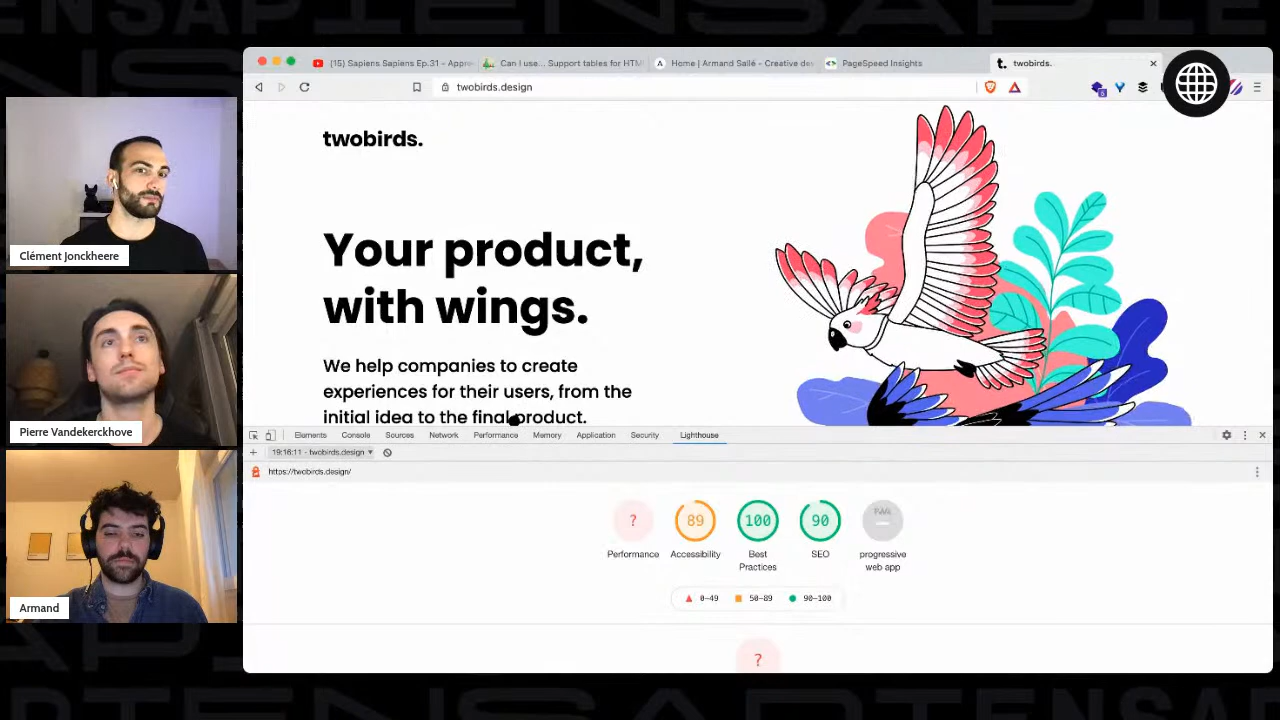 (15) Sapiens Sapiens Ep.31 – Appre
Can I use... Support tables for HTM
Home | Armand Sallé – Creative dev
PageSpeed Insights
twobirds.
twobirds.design
twobirds.
Your product,
with wings.
We help companies to create
experiences for their users, from the
initial idea to the final product.
Clément Jonckheere
Pierre Vandekerckhove
Armand
Elements Console Sources Network Performance Memory Application Security Lighthouse
19:16:11 - twobirds.design
https://twobirds.design/
? 89 100 90 PWA
Performance Accessibility Best Practices SEO progressive web app
0–49 50–89 90–100
?